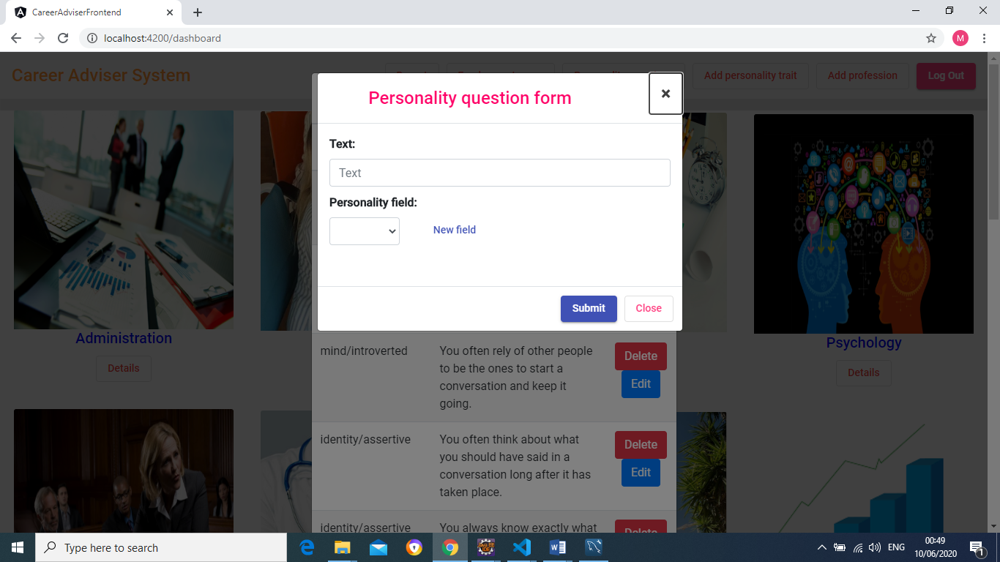 CareerAdviserFrontend
localhost:4200/dashboard
M
Career Adviser System
Add personality trait
Add profession
Log Out
Personality question form
×
Text:
Text
Personality field:
New field
Submit
Close
Administration
Details
Psychology
Details
mind/introverted
You often rely of other people
to be the ones to start a
conversation and keep it
going.
Delete
Edit
identity/assertive
You often think about what
you should have said in a
conversation long after it has
taken place.
Delete
Edit
identity/assertive
You always know exactly what
Delete
Type here to search
ENG
00:49
10/06/2020
1